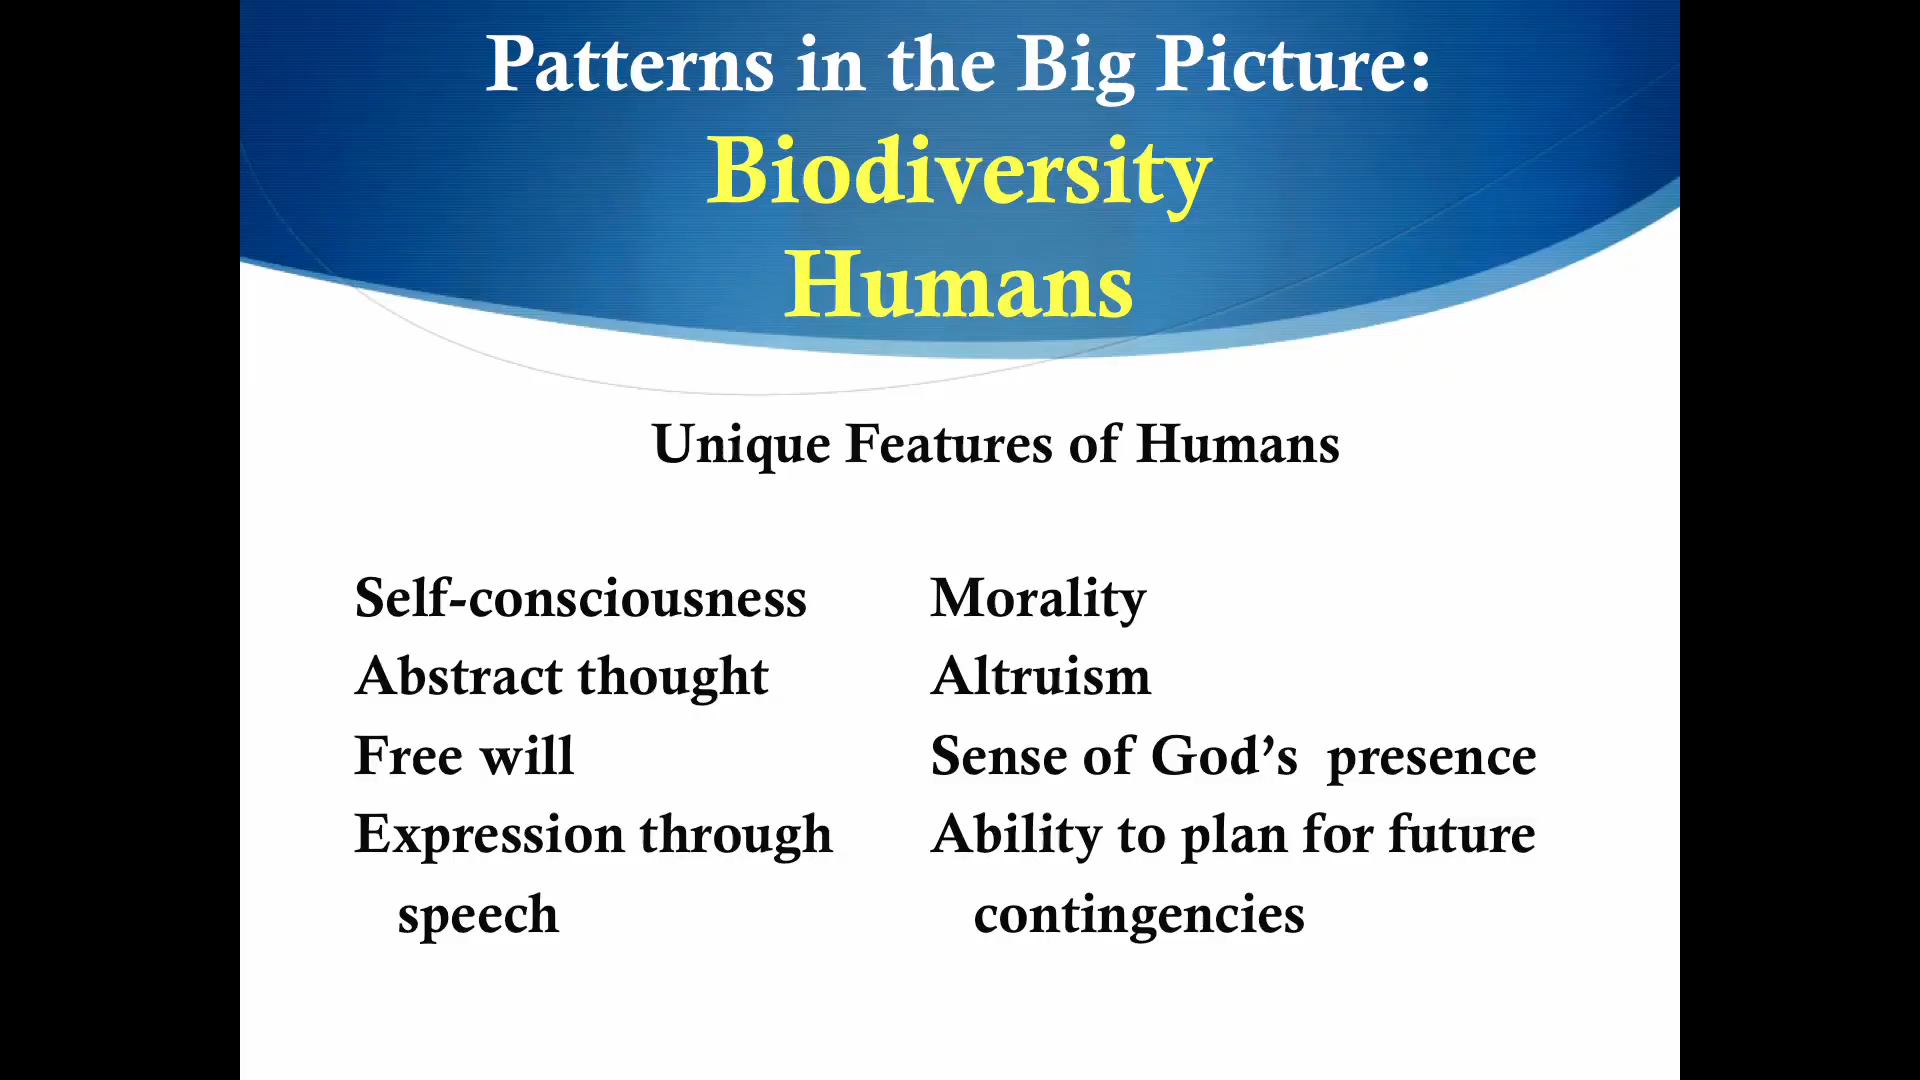 Patterns in the Big Picture:
Biodiversity
Humans
Unique Features of Humans
Self-consciousness
Abstract thought
Free will
Expression through
speech
Morality
Altruism
Sense of God’s  presence
Ability to plan for future
contingencies